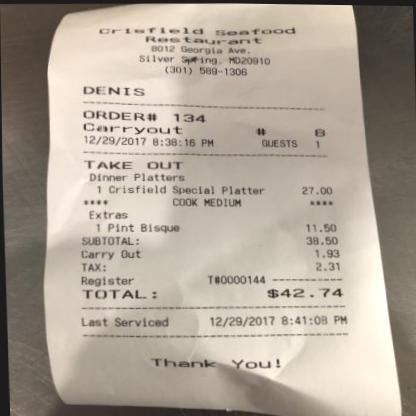 Crisfield Seafood
Restaurant
8012 Georgia Ave.
Silver Spring, MD20910
(301) 589-1306
DENIS
ORDER# 134
Carryout # 8
12/29/2017 8:38:16 PM GUESTS 1
TAKE OUT
Dinner Platters
1 Crisfield Special Platter 27.00
**** COOK MEDIUM ****
Extras
1 Pint Bisque 11.50
SUBTOTAL: 38.50
Carry Out 1.93
TAX: 2.31
Register T#0000144
TOTAL: $42.74
Last Serviced 12/29/2017 8:41:08 PM
Thank You!